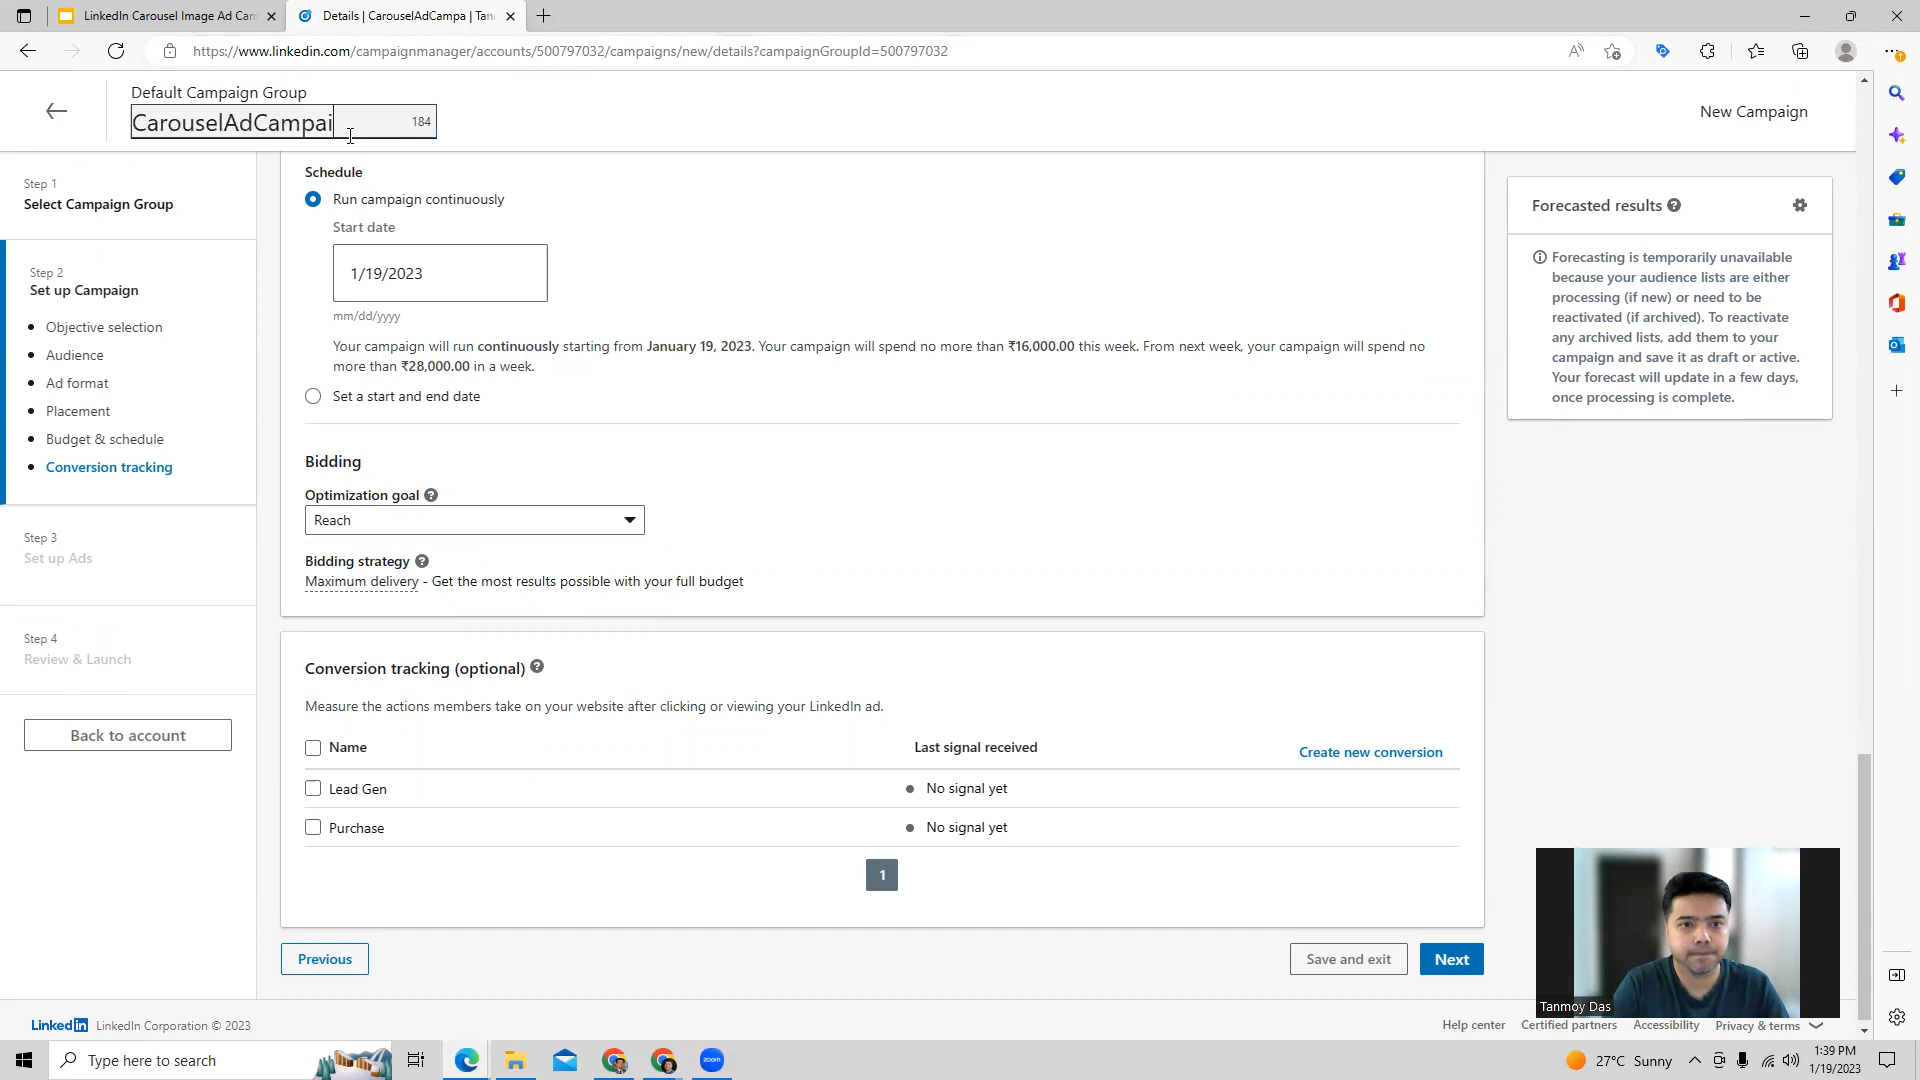 LinkedIn Carousel Image Ad Cam
Details | CarouselAdCampa | Tan
https://www.linkedin.com/campaignmanager/accounts/500797032/campaigns/new/details?campaignGroupId=500797032
Default Campaign Group
CarouselAdCampai 184
New Campaign
Step 1
Select Campaign Group
Step 2
Set up Campaign
Objective selection
Audience
Ad format
Placement
Budget & schedule
Conversion tracking
Step 3
Set up Ads
Step 4
Review & Launch
Back to account
Schedule
Run campaign continuously
Start date
1/19/2023
mm/dd/yyyy
Your campaign will run continuously starting from January 19, 2023. Your campaign will spend no more than ₹16,000.00 this week. From next week, your campaign will spend no
more than ₹28,000.00 in a week.
Set a start and end date
Bidding
Optimization goal
Reach
Bidding strategy
Maximum delivery - Get the most results possible with your full budget
Conversion tracking (optional)
Measure the actions members take on your website after clicking or viewing your LinkedIn ad.
Name Last signal received Create new conversion
Lead Gen No signal yet
Purchase No signal yet
1
Previous
Save and exit
Next
Forecasted results
Forecasting is temporarily unavailable
because your audience lists are either
processing (if new) or need to be
reactivated (if archived). To reactivate
any archived lists, add them to your
campaign and save it as draft or active.
Your forecast will update in a few days,
once processing is complete.
Tanmoy Das
LinkedIn LinkedIn Corporation © 2023
Help center Certified partners Accessibility Privacy & terms
Type here to search
zoom
27°C Sunny
1:39 PM
1/19/2023